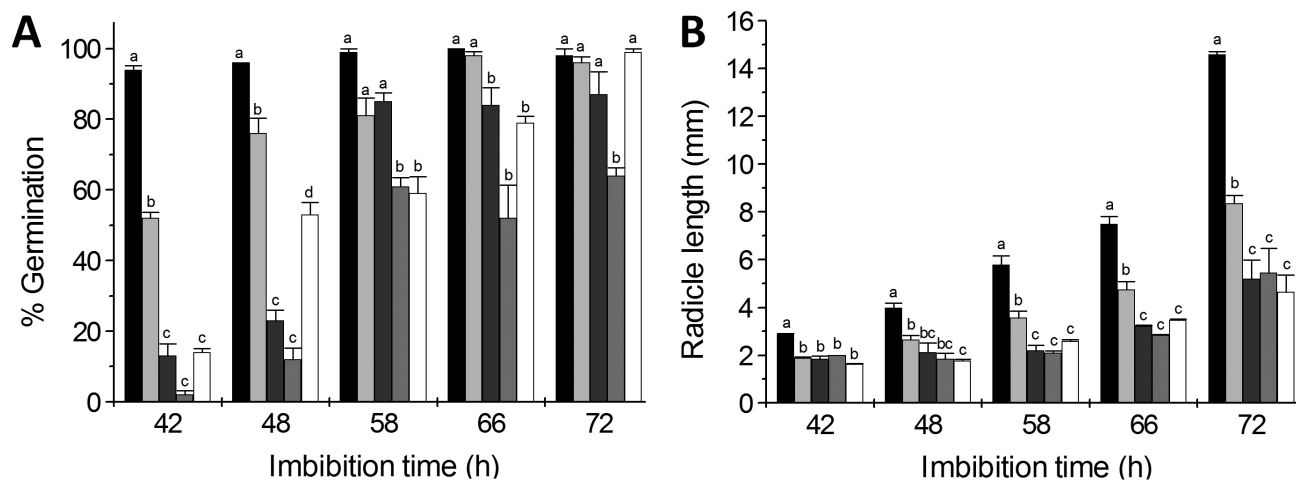 A
% Germination
100
80
60
40
20
0
a b c c c
a b c c d
a a a b b
a a b b b
a a a b a
42 48 58 66 72
Imbibition time (h)
B
Radicle length (mm)
16
14
12
10
8
6
4
2
0
a b b b b
a b bc bc c
a b c c c
a b c c c
a b c c c
42 48 58 66 72
Imbibition time (h)